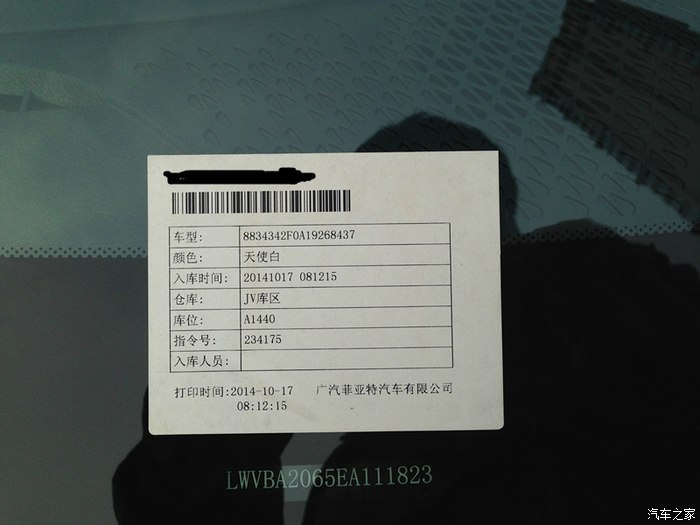 车型: 8834342F0A19268437
颜色: 天使白
入库时间: 20141017 081215
仓库: JV库区
库位: A1440
指令号: 234175
入库人员:
打印时间:2014-10-17 广汽菲亚特汽车有限公司
08:12:15
LWVBA2065EA111823
汽车之家